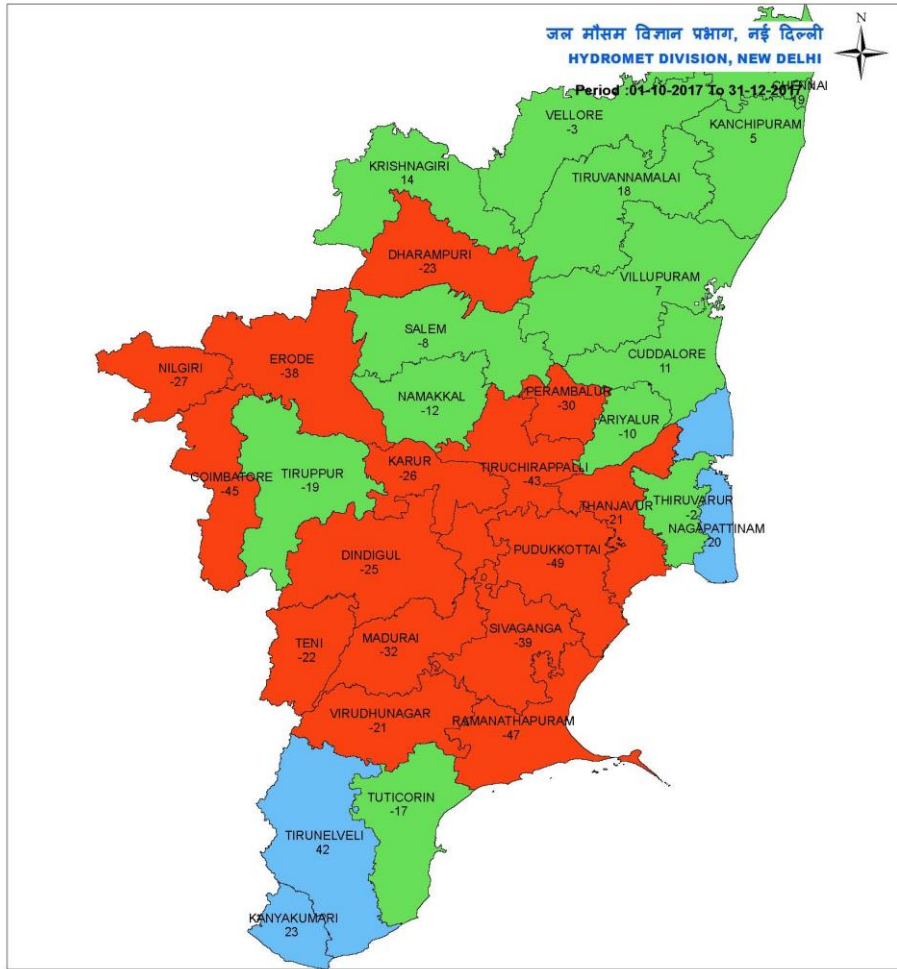 जल मौसम विज्ञान प्रभाग, नई दिल्ली
N
HYDROMET DIVISION, NEW DELHI
Period :01-10-2017 To 31-12-2017
CHENNAI
19
VELLORE
-3
KANCHIPURAM
5
KRISHNAGIRI
14
TIRUVANNAMALAI
18
DHARAMPURI
-23
VILLUPURAM
7
SALEM
-8
CUDDALORE
11
NILGIRI
-27
ERODE
-38
NAMAKKAL
-12
PERAMBALUR
-30
ARIYALUR
-10
COIMBATORE
-45
TIRUPPUR
-19
KARUR
-26
TIRUCHIRAPPALLI
-43
THANJAVUR
-21
THIRUVARUR
-2
NAGAPATTINAM
20
DINDIGUL
-25
PUDUKKOTTAI
-49
TENI
-22
MADURAI
-32
SIVAGANGA
-39
VIRUDHUNAGAR
-21
RAMANATHAPURAM
-47
TUTICORIN
-17
TIRUNELVELI
42
KANYAKUMARI
23